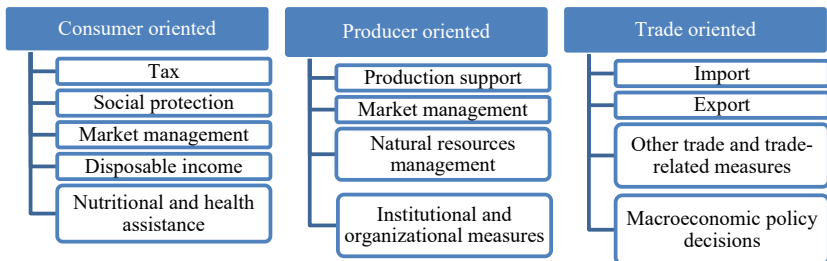 Consumer oriented
Tax
Social protection
Market management
Disposable income
Nutritional and health
assistance
Producer oriented
Production support
Market management
Natural resources
management
Institutional and
organizational measures
Trade oriented
Import
Export
Other trade and trade-
related measures
Macroeconomic policy
decisions